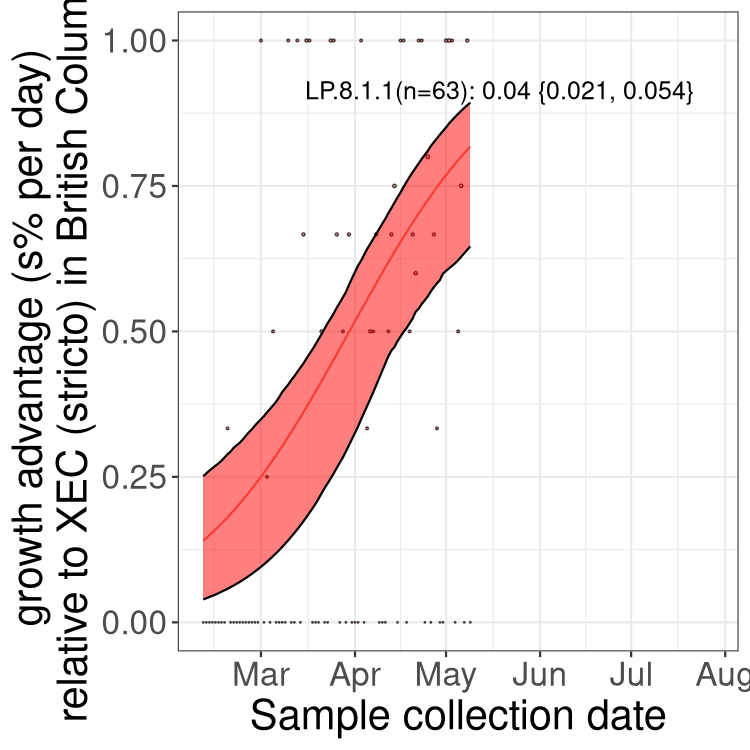 growth advantage (s% per day)
relative to XEC (stricto) in British Colum
1.00
0.75
0.50
0.25
0.00
LP.8.1.1(n=63): 0.04 {0.021, 0.054}
Mar Apr May Jun Jul Aug
Sample collection date